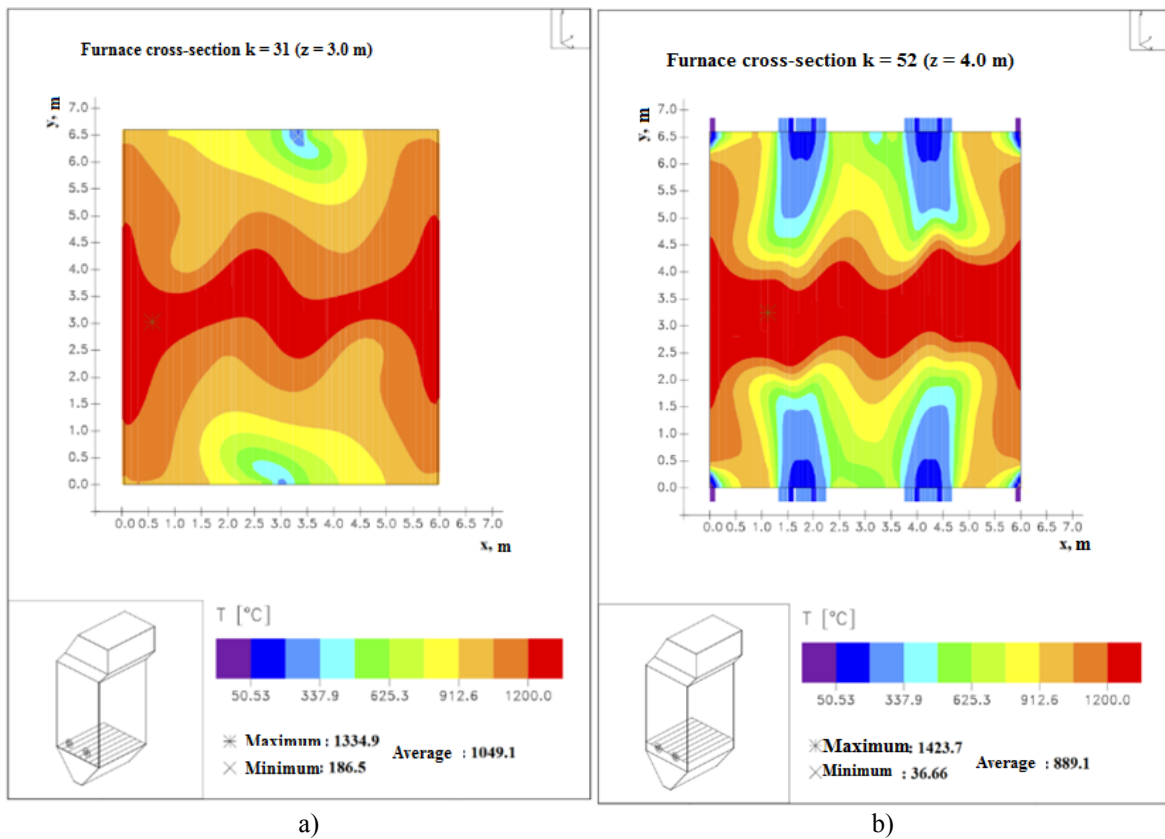 Furnace cross-section k = 31 (z = 3.0 m)
y, m
7.0
6.5
6.0
5.5
5.0
4.5
4.0
3.5
3.0
2.5
2.0
1.5
1.0
0.5
0.0
0.0 0.5 1.0 1.5 2.0 2.5 3.0 3.5 4.0 4.5 5.0 5.5 6.0 6.5 7.0
x, m
T [°C]
50.53 337.9 625.3 912.6 1200.0
Maximum : 1334.9
Minimum: 186.5
Average : 1049.1
a)
Furnace cross-section k = 52 (z = 4.0 m)
y, m
7.0
6.5
6.0
5.5
5.0
4.5
4.0
3.5
3.0
2.5
2.0
1.5
1.0
0.5
0.0
0.0 0.5 1.0 1.5 2.0 2.5 3.0 3.5 4.0 4.5 5.0 5.5 6.0 6.5 7.0
x, m
T [°C]
50.53 337.9 625.3 912.6 1200.0
Maximum: 1423.7
Minimum : 36.66
Average : 889.1
b)